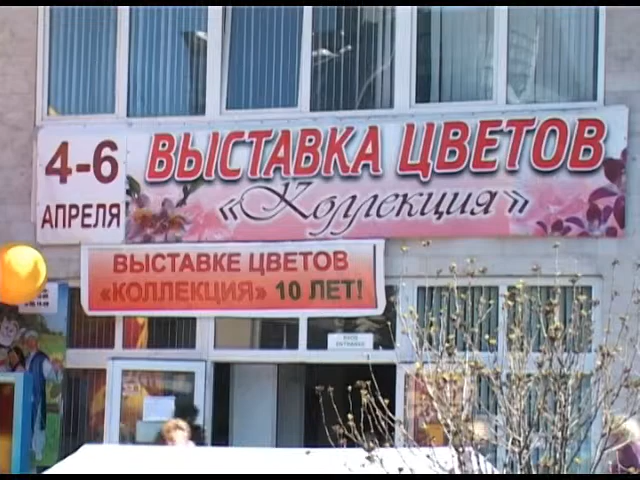 4-6
АПРЕЛЯ
ВЫСТАВКА ЦВЕТОВ
«Коллекция»
ВЫСТАВКЕ ЦВЕТОВ
«КОЛЛЕКЦИЯ» 10 ЛЕТ!